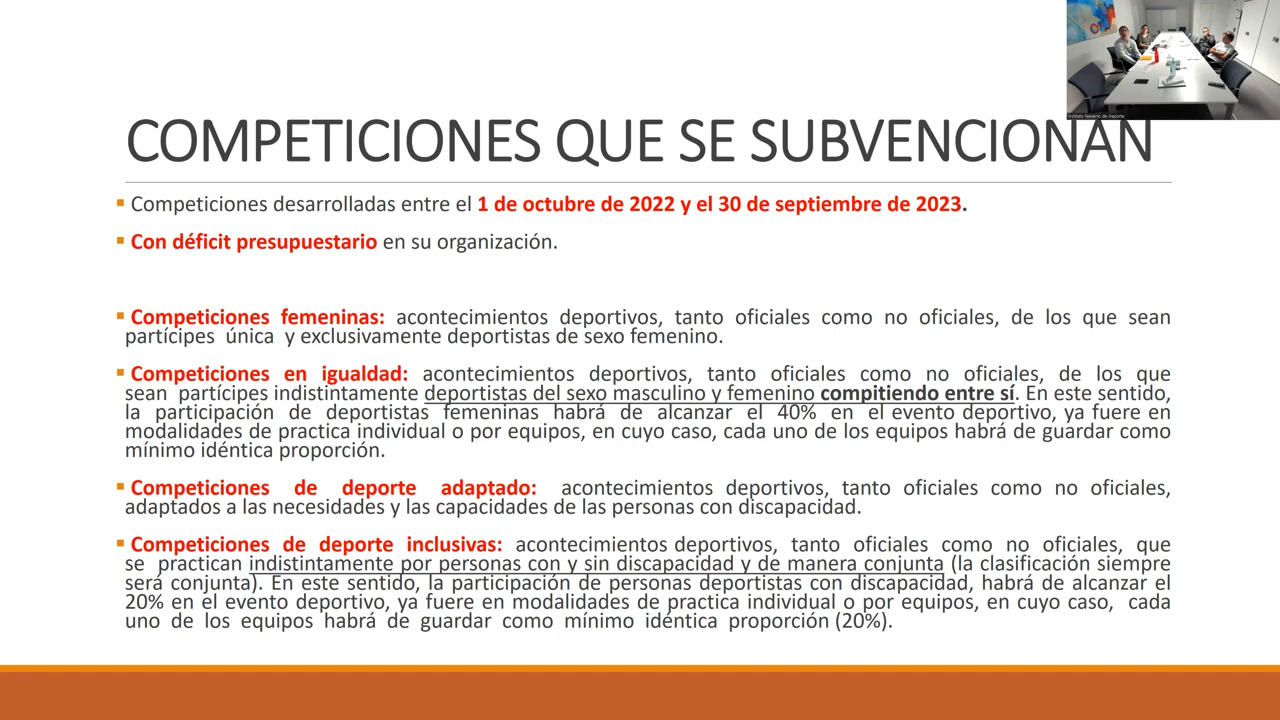 Instituto Navarro de Deporte
COMPETICIONES QUE SE SUBVENCIONAN
▪ Competiciones desarrolladas entre el 1 de octubre de 2022 y el 30 de septiembre de 2023.
▪ Con déficit presupuestario en su organización.
▪ Competiciones femeninas: acontecimientos deportivos, tanto oficiales como no oficiales, de los que sean
partícipes única y exclusivamente deportistas de sexo femenino.
▪ Competiciones en igualdad: acontecimientos deportivos, tanto oficiales como no oficiales, de los que
sean partícipes indistintamente deportistas del sexo masculino y femenino compitiendo entre sí. En este sentido,
la participación de deportistas femeninas habrá de alcanzar el 40% en el evento deportivo, ya fuere en
modalidades de practica individual o por equipos, en cuyo caso, cada uno de los equipos habrá de guardar como
mínimo idéntica proporción.
▪ Competiciones de deporte adaptado: acontecimientos deportivos, tanto oficiales como no oficiales,
adaptados a las necesidades y las capacidades de las personas con discapacidad.
▪ Competiciones de deporte inclusivas: acontecimientos deportivos, tanto oficiales como no oficiales, que
se practican indistintamente por personas con y sin discapacidad y de manera conjunta (la clasificación siempre
será conjunta). En este sentido, la participación de personas deportistas con discapacidad, habrá de alcanzar el
20% en el evento deportivo, ya fuere en modalidades de practica individual o por equipos, en cuyo caso, cada
uno de los equipos habrá de guardar como mínimo idéntica proporción (20%).